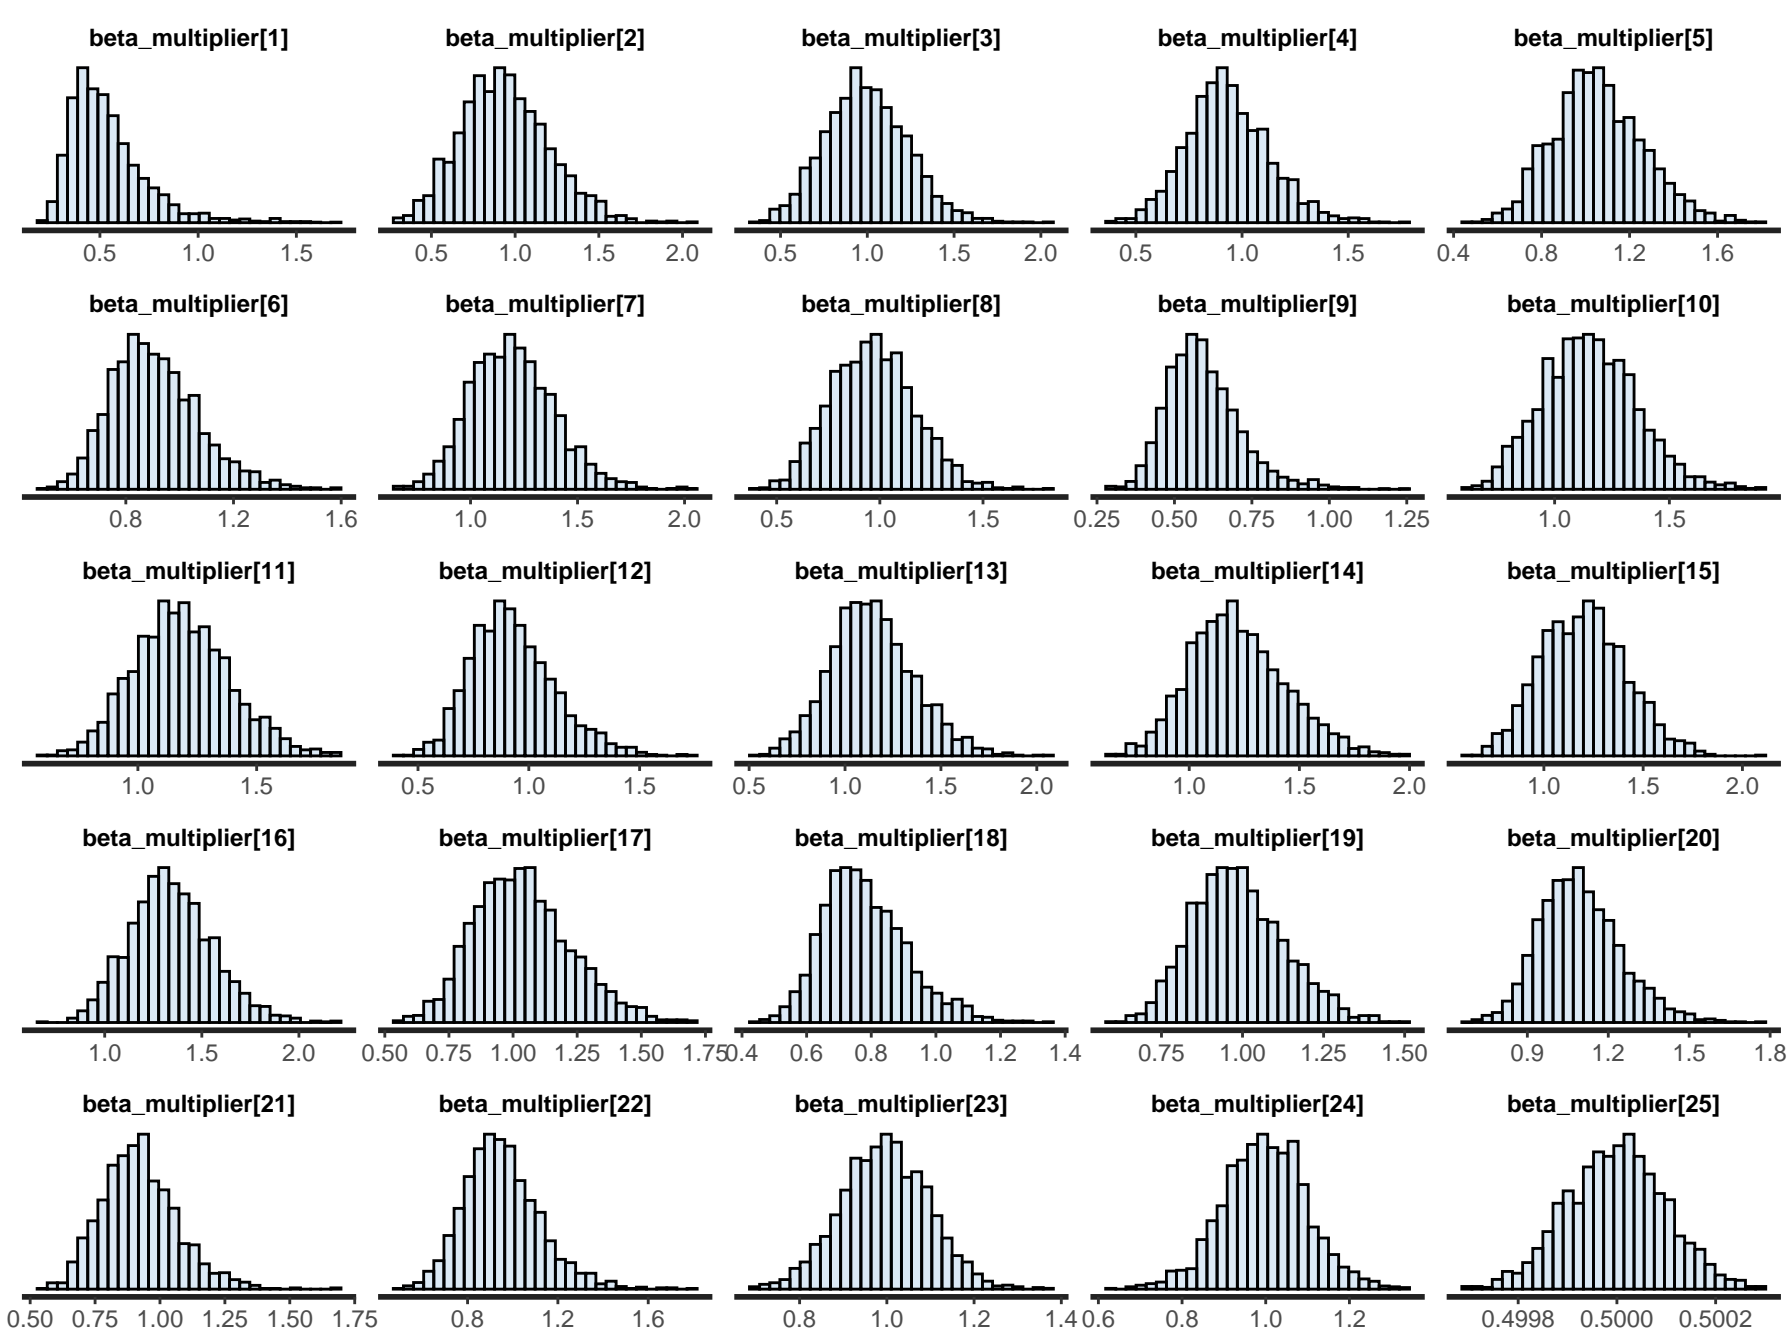 beta_multiplier[1] beta_multiplier[2] beta_multiplier[3] beta_multiplier[4] beta_multiplier[5]
0.5 1.0 1.5 0.5 1.0 1.5 2.0 0.5 1.0 1.5 2.0 0.5 1.0 1.5 0.4 0.8 1.2 1.6
beta_multiplier[6] beta_multiplier[7] beta_multiplier[8] beta_multiplier[9] beta_multiplier[10]
0.8 1.2 1.6 1.0 1.5 2.0 0.5 1.0 1.5 0.25 0.50 0.75 1.00 1.25 1.0 1.5
beta_multiplier[11] beta_multiplier[12] beta_multiplier[13] beta_multiplier[14] beta_multiplier[15]
1.0 1.5 0.5 1.0 1.5 0.5 1.0 1.5 2.0 1.0 1.5 2.0 1.0 1.5 2.0
beta_multiplier[16] beta_multiplier[17] beta_multiplier[18] beta_multiplier[19] beta_multiplier[20]
1.0 1.5 2.0 0.50 0.75 1.00 1.25 1.50 1.75 0.4 0.6 0.8 1.0 1.2 1.4 0.75 1.00 1.25 1.50 0.9 1.2 1.5 1.8
beta_multiplier[21] beta_multiplier[22] beta_multiplier[23] beta_multiplier[24] beta_multiplier[25]
0.50 0.75 1.00 1.25 1.50 1.75 0.8 1.2 1.6 0.8 1.0 1.2 1.4 0.6 0.8 1.0 1.2 0.4998 0.5000 0.5002